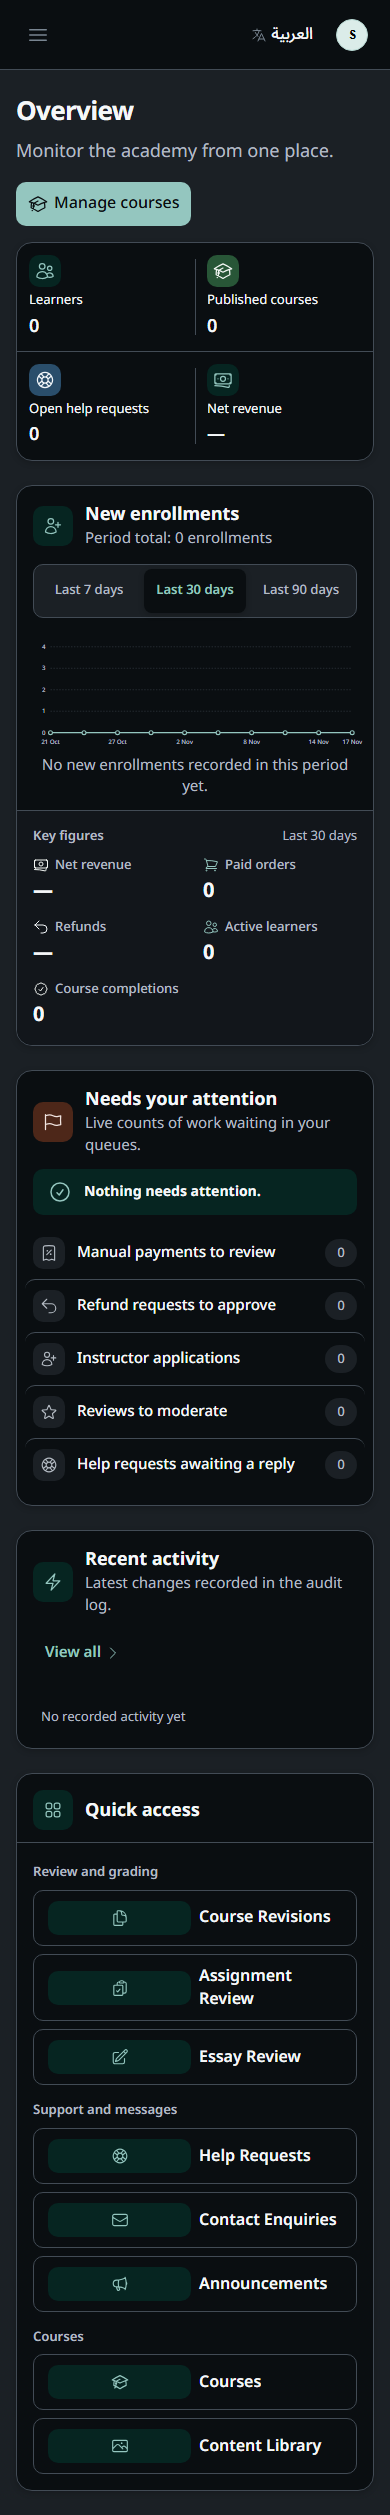 العربية
S
Overview
Monitor the academy from one place.
Manage courses
Learners
0
Published courses
0
Open help requests
0
Net revenue
—
New enrollments
Period total: 0 enrollments
Last 7 days
Last 30 days
Last 90 days
4
3
2
1
0
21 Oct
27 Oct
2 Nov
8 Nov
14 Nov
17 Nov
No new enrollments recorded in this period
yet.
Key figures
Last 30 days
Net revenue
—
Paid orders
0
Refunds
—
Active learners
0
Course completions
0
Needs your attention
Live counts of work waiting in your
queues.
Nothing needs attention.
Manual payments to review
0
Refund requests to approve
0
Instructor applications
0
Reviews to moderate
0
Help requests awaiting a reply
0
Recent activity
Latest changes recorded in the audit
log.
View all
No recorded activity yet
Quick access
Review and grading
Course Revisions
Assignment
Review
Essay Review
Support and messages
Help Requests
Contact Enquiries
Announcements
Courses
Courses
Content Library